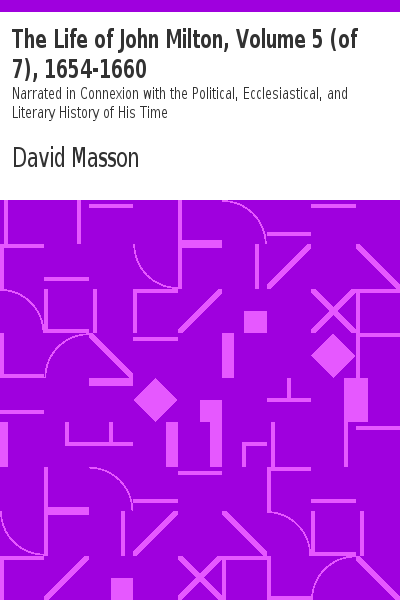 The Life of John Milton, Volume 5 (of
7), 1654-1660
Narrated in Connexion with the Political, Ecclesiastical, and
Literary History of His Time
David Masson